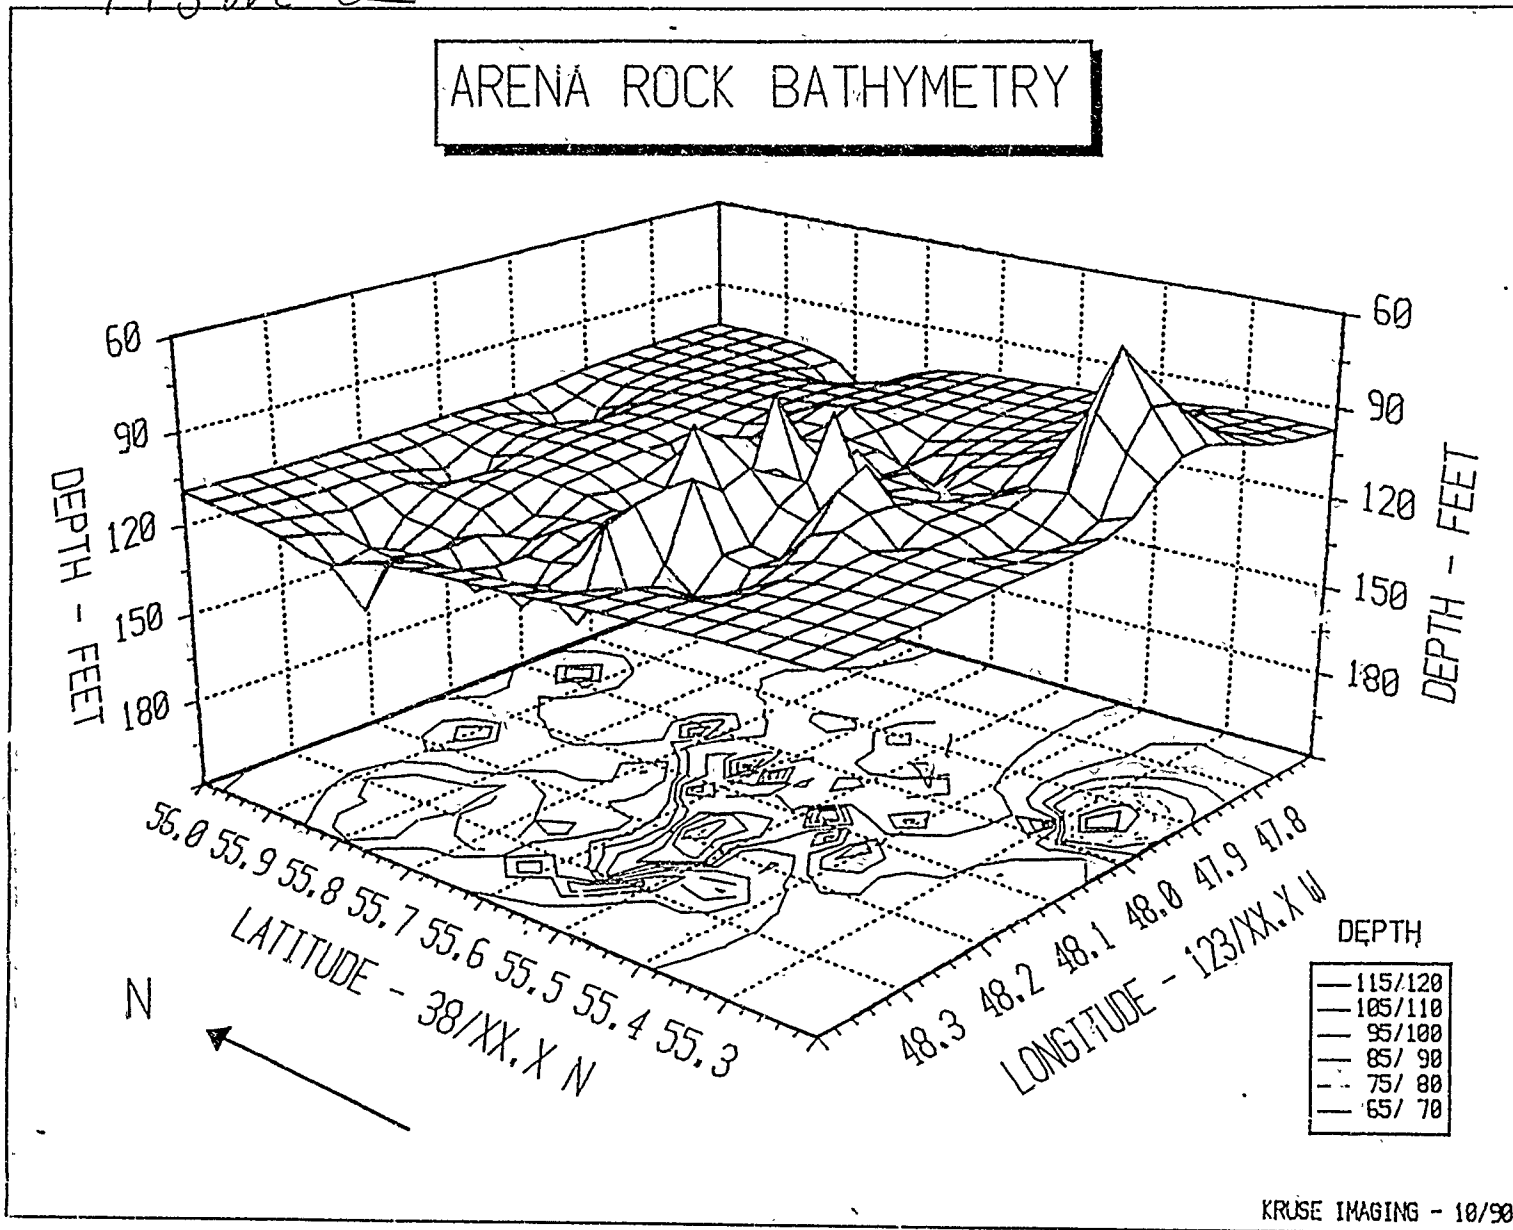 ARENA ROCK BATHYMETRY
60
90
120
150
180
DEPTH - FEET
60
90
120
150
180
DEPTH - FEET
56.0 55.9 55.8 55.7 55.6 55.5 55.4 55.3
LATITUDE - 38/XX.X N
48.3 48.2 48.1 48.0 47.9 47.8
LONGITUDE - 123/XX.X W
N
DEPTH
115/120
105/110
95/100
85/ 90
75/ 80
65/ 70
KRUSE IMAGING - 10/90